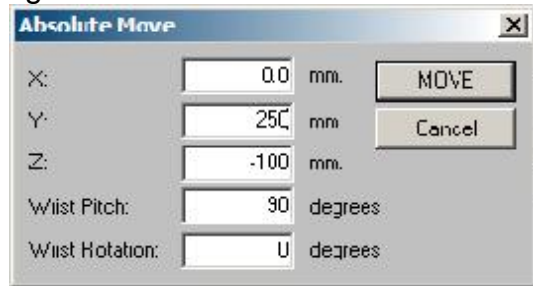 Absolute Move
X: 0.0 mm. MOVE
Y: 250 mm Cancel
Z: -100 mm.
Wrist Pitch: 90 degrees
Wrist Rotation: 0 degrees